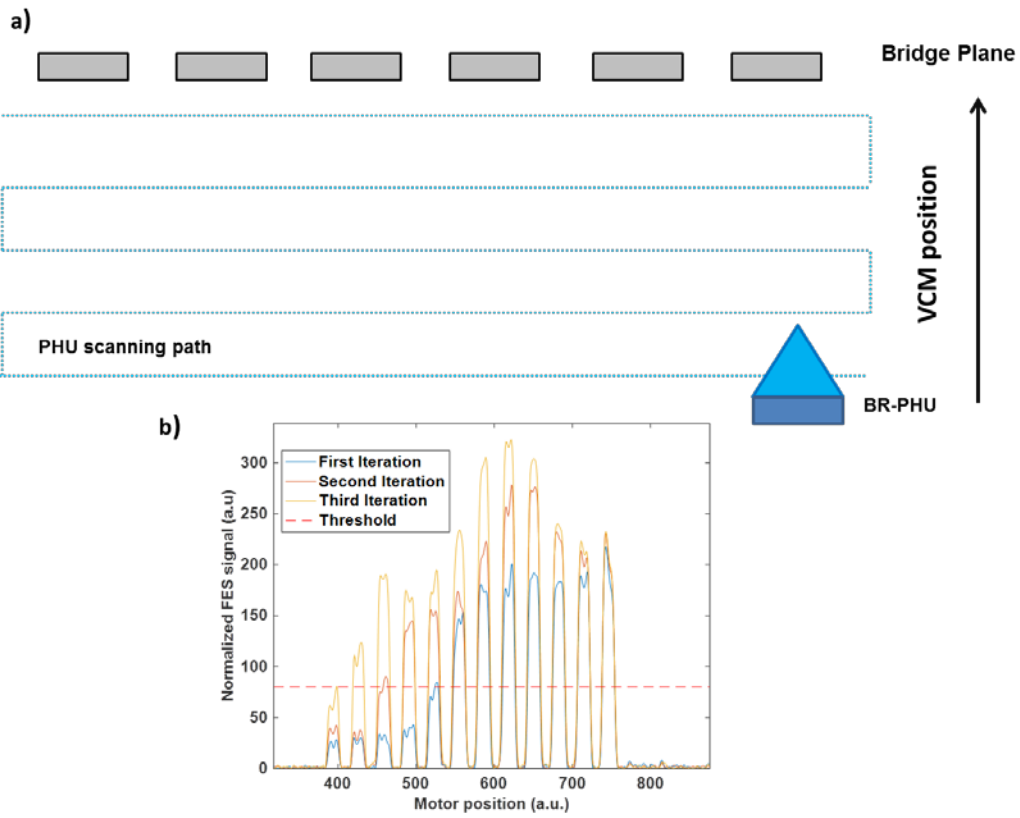 a)
Bridge Plane
VCM position
PHU scanning path
BR-PHU
b)
First Iteration
Second Iteration
Third Iteration
Threshold
Normalized FES signal (a.u)
300
250
200
150
100
50
0
400 500 600 700 800
Motor position (a.u.)